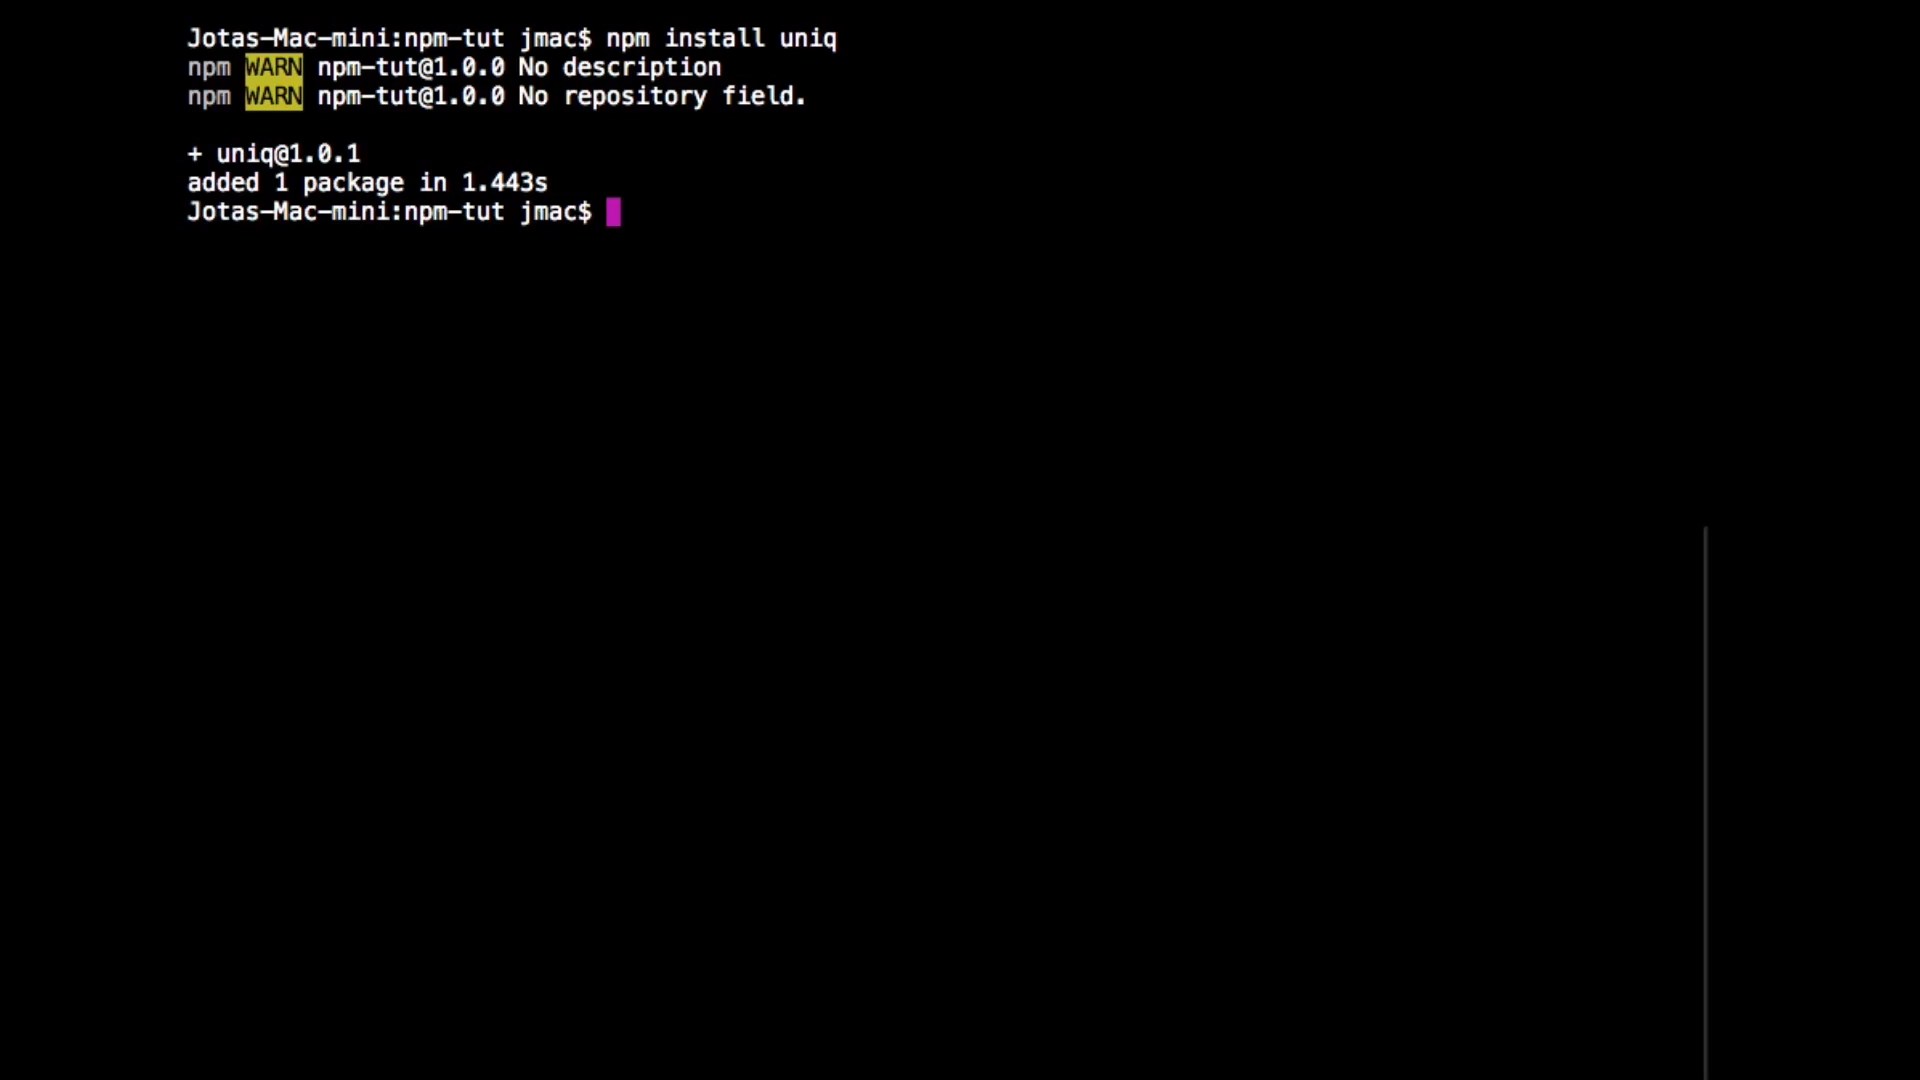 Jotas-Mac-mini:npm-tut jmac$ npm install uniq
npm WARN npm-tut@1.0.0 No description
npm WARN npm-tut@1.0.0 No repository field.
+ uniq@1.0.1
added 1 package in 1.443s
Jotas-Mac-mini:npm-tut jmac$